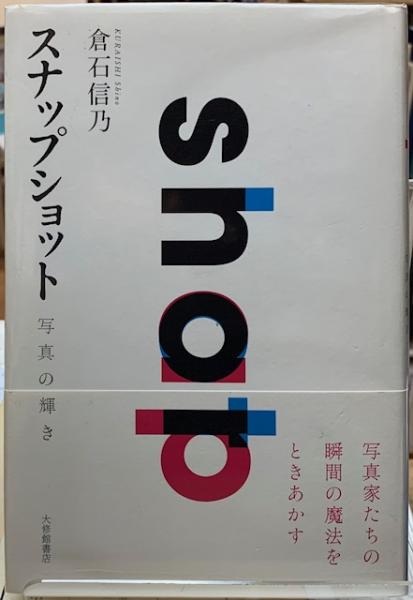 snap
shot
KURAISHI Shino
倉石信乃
スナップショット
写真の輝き
写真家たちの
瞬間の魔法を
ときあかす
大修館書店